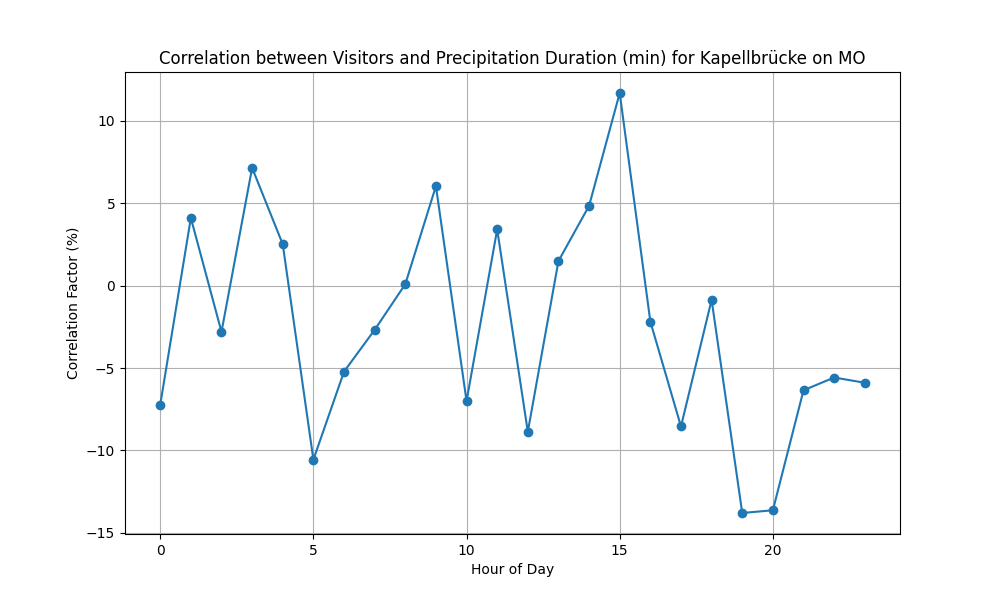 Correlation between Visitors and Precipitation Duration (min) for Kapellbrücke on MO
Correlation Factor (%)
10
5
0
−5
−10
−15
0 5 10 15 20
Hour of Day